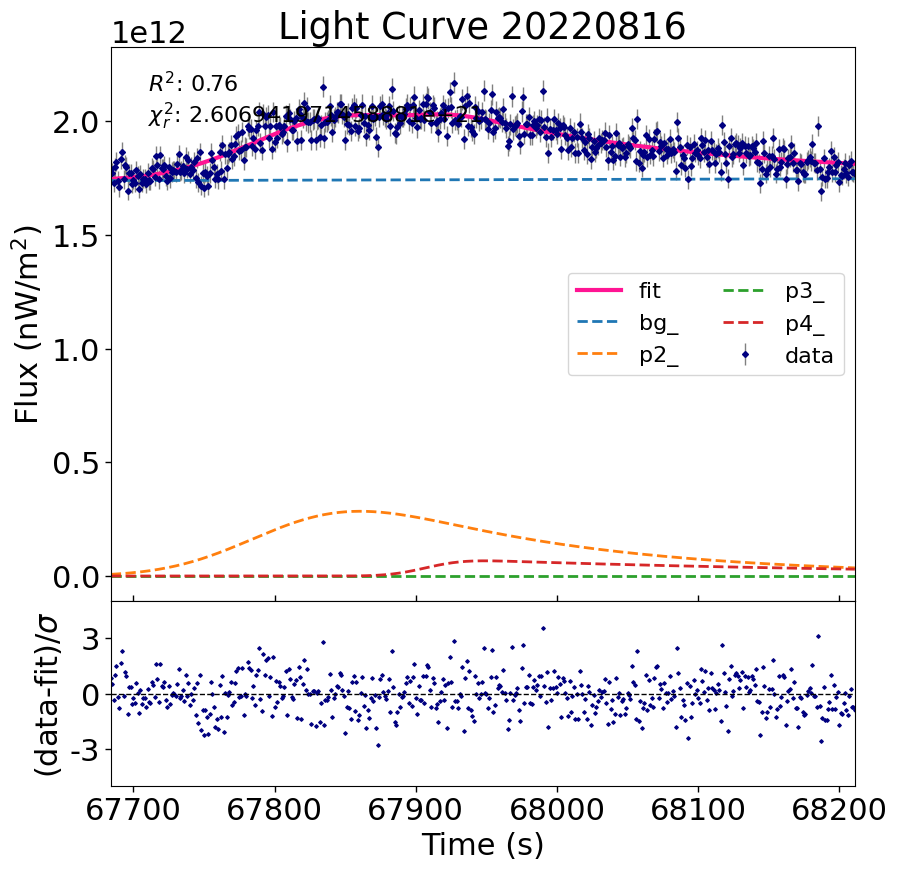 Light Curve 20220816
1e12
R²: 0.76
χ²ᵣ:
2.0
1.5
1.0
0.5
0.0
Flux (nW/m²)
fit
bg_
p2_
p3_
p4_
data
3
0
-3
(data-fit)/σ
67700 67800 67900 68000 68100 68200
Time (s)